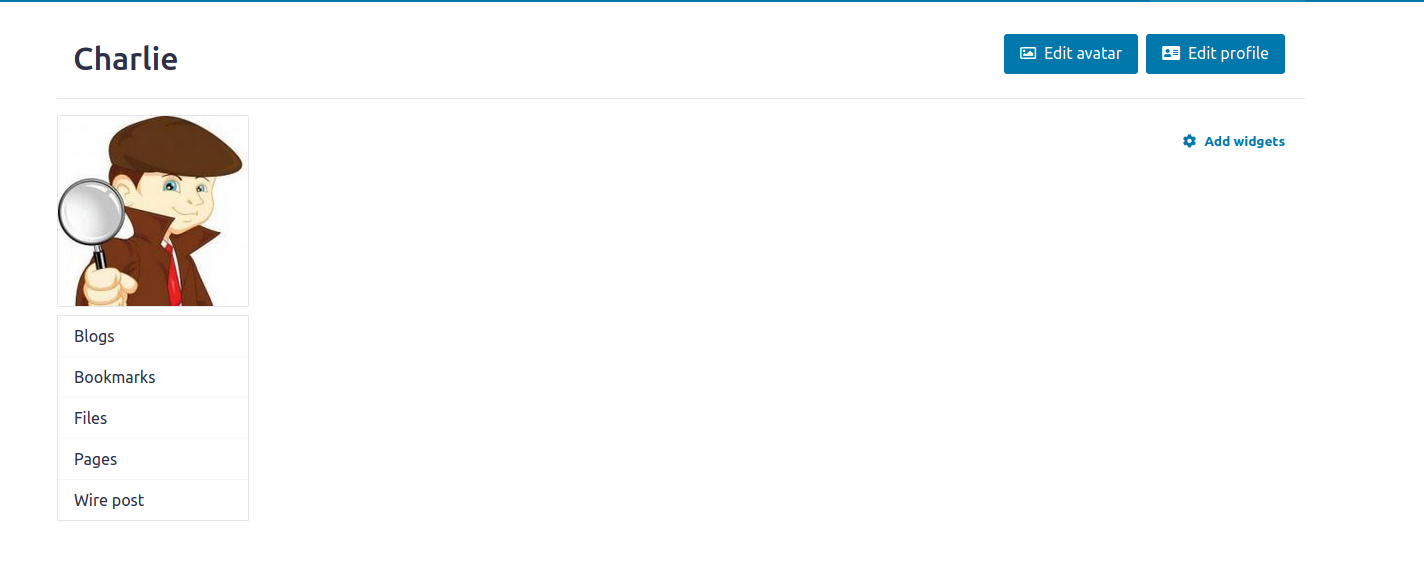 Charlie
Edit avatar
Edit profile
Add widgets
Blogs
Bookmarks
Files
Pages
Wire post